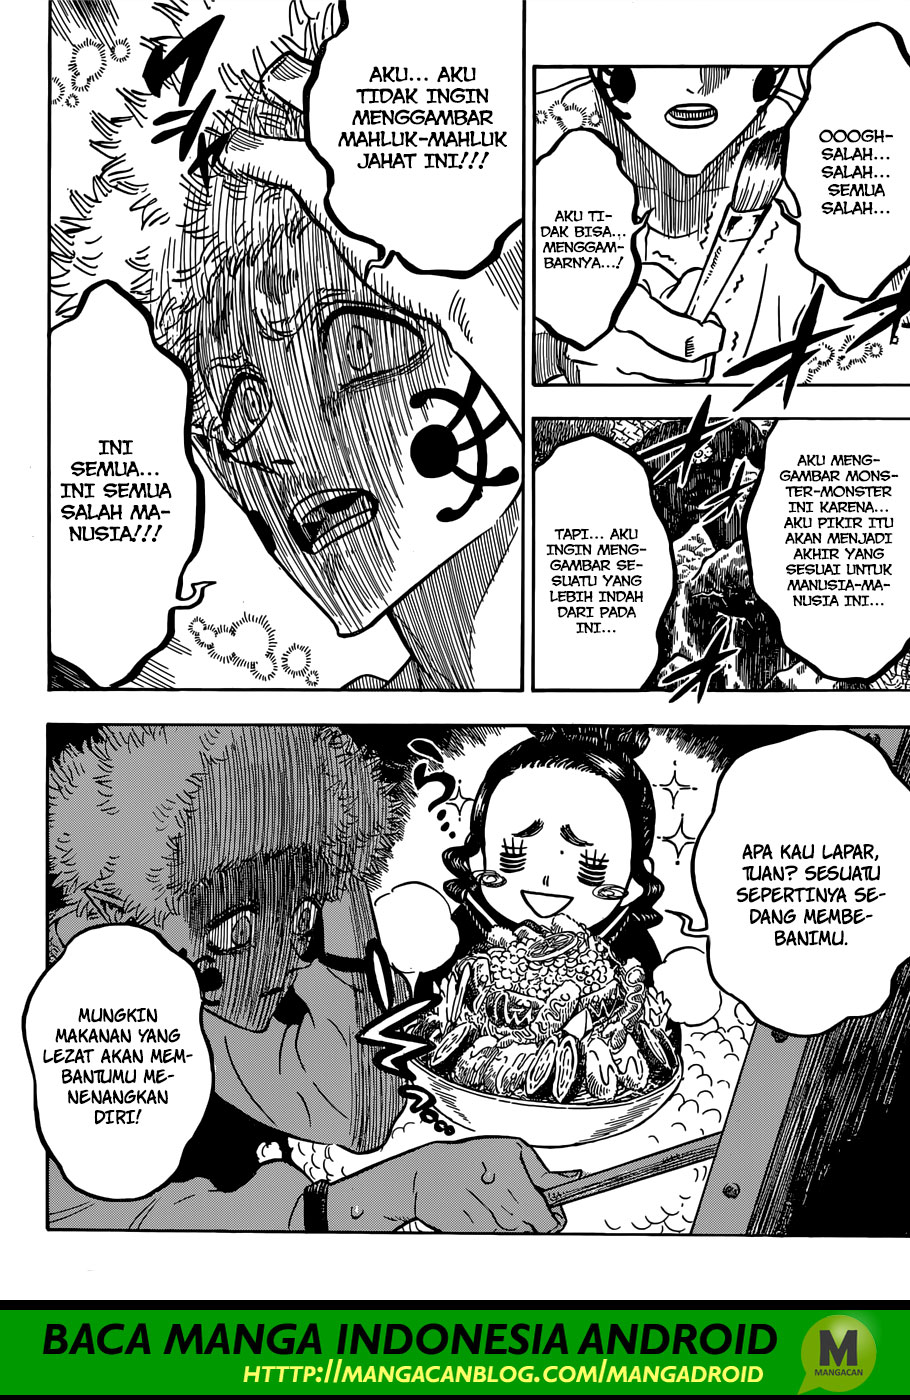 OOOGH-
SALAH...
SALAH...
SEMUA
SALAH...
AKU TI-
DAK BISA...
MENGGAM-
BARNYA...!
AKU... AKU
TIDAK INGIN
MENGGAMBAR
MAHLUK-MAHLUK
JAHAT INI!!!
INI
SEMUA...
INI SEMUA
SALAH MA-
NUSIA!!!
AKU MENG-
GAMBAR MONS-
TER-MONSTER
INI KARENA...
AKU PIKIR ITU
AKAN MENJADI
AKHIR YANG
SESUAI UNTUK
MANUSIA-MA-
NUSIA INI...
TAPI... AKU
INGIN MENG-
GAMBAR SE-
SUATU YANG
LEBIH INDAH
DARI PADA
INI...
APA KAU LAPAR,
TUAN? SESUATU
SEPERTINYA SE-
DANG MEMBE-
BANIMU.
MUNGKIN
MAKANAN YANG
LEZAT AKAN MEM-
BANTUMU ME-
NENANGKAN
DIRI!
BACA MANGA INDONESIA ANDROID
HTTTP://MANGACANBLOG.COM/MANGADROID
M
MANGACAN